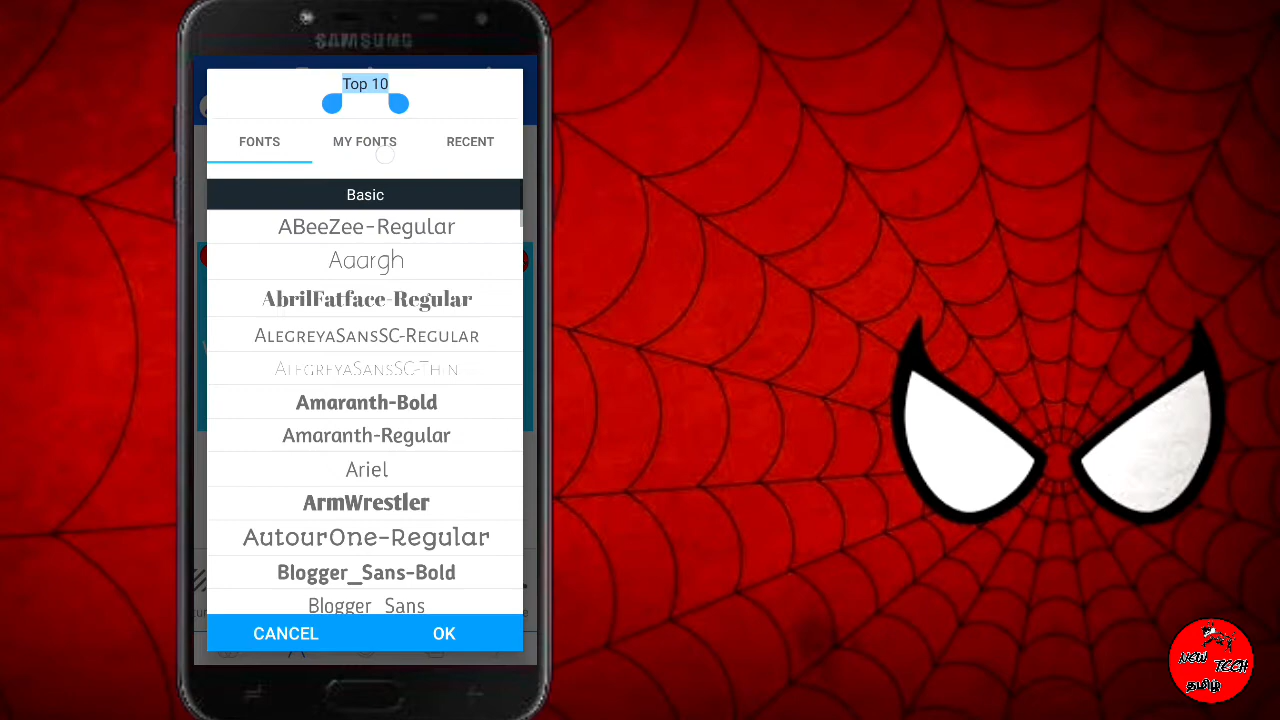 SAMSUNG
Top 10
FONTS
MY FONTS
RECENT
Basic
ABeeZee-Regular
Aaargh
AbrilFatface-Regular
AlegreyaSansSC-Regular
AlegreyaSansSC-Thin
Amaranth-Bold
Amaranth-Regular
Ariel
ArmWrestler
AutourOne-Regular
Blogger_Sans-Bold
Blogger_Sans
CANCEL
OK
NEW TECH
தமிழ்